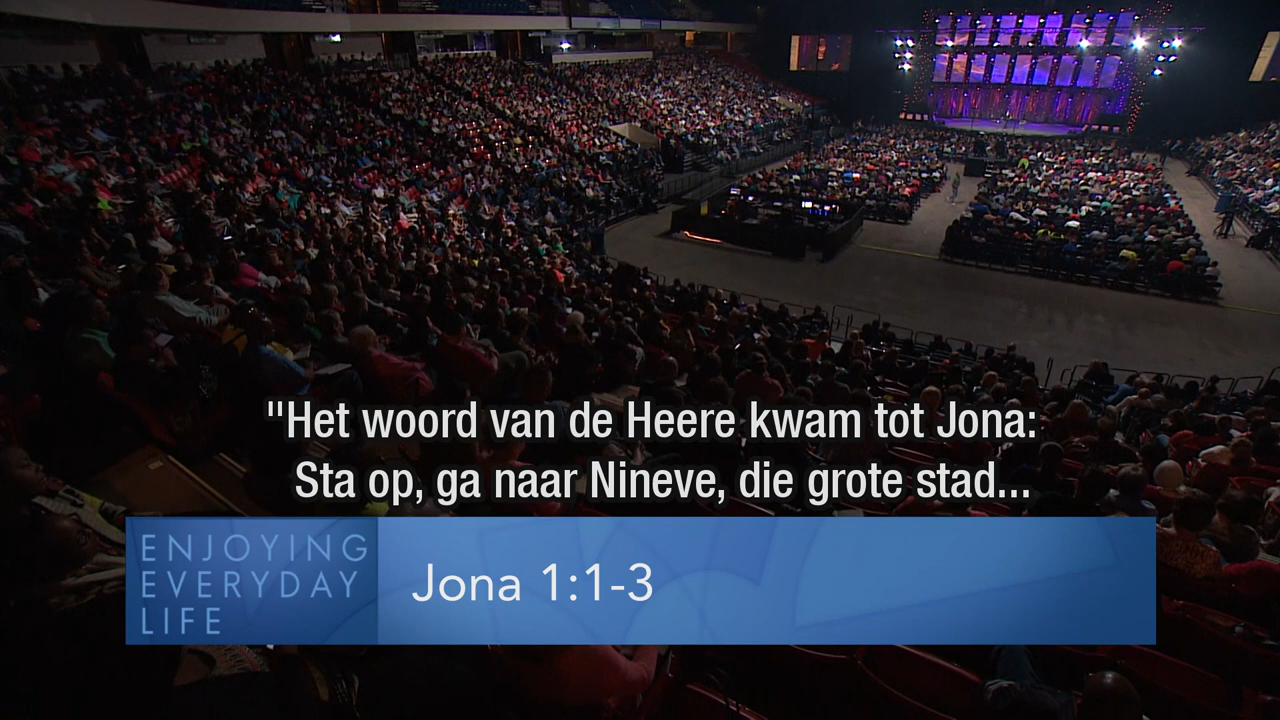 "Het woord van de Heere kwam tot Jona:
Sta op, ga naar Nineve, die grote stad...
ENJOYING
EVERYDAY
LIFE
Jona 1:1-3